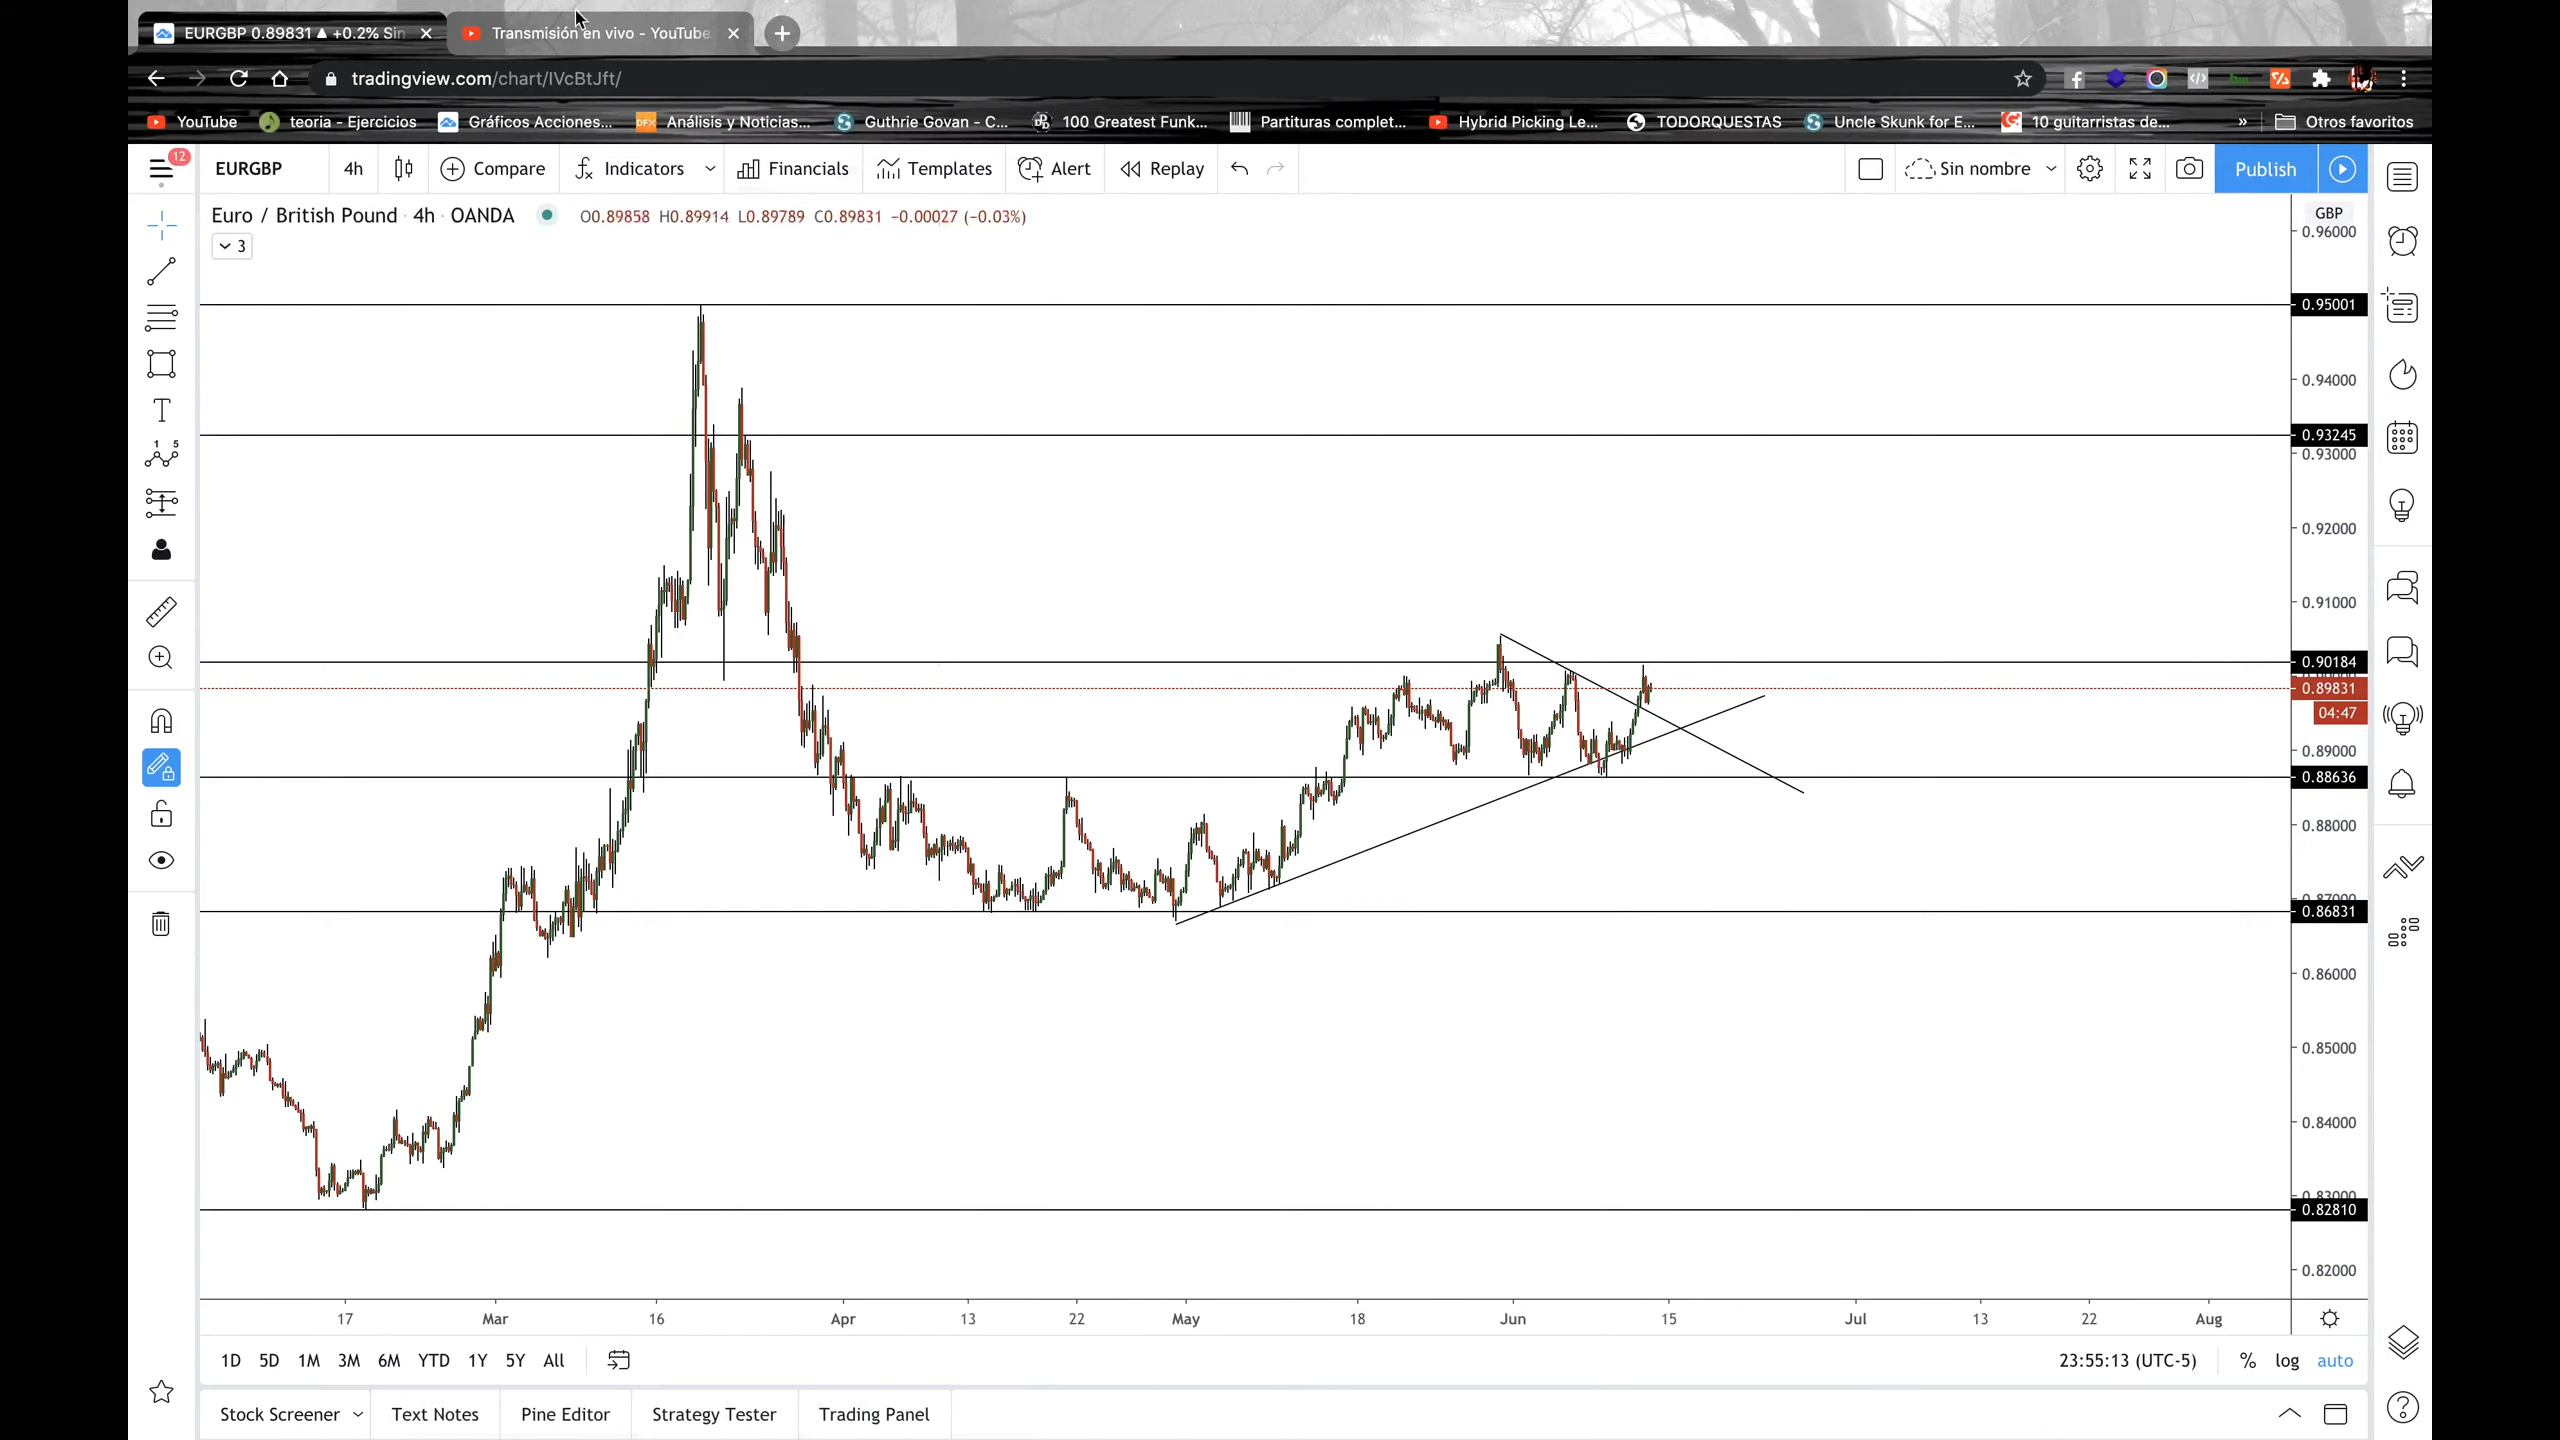 EURGBP 0.89831 ▲ +0.2% Sin
Transmisión en vivo - YouTube
tradingview.com/chart/IVcBtJft/
YouTube
teoria - Ejercicios
Gráficos Acciones...
DFX
Análisis y Noticias...
Guthrie Govan - C...
100 Greatest Funk...
Partituras complet...
Hybrid Picking Le...
TODORQUESTAS
Uncle Skunk for E...
10 guitarristas de...
»
Otros favoritos
12
EURGBP
4h
Compare
Indicators
Financials
Templates
Alert
Replay
Sin nombre
Publish
Euro / British Pound · 4h · OANDA
O0.89858 H0.89914 L0.89789 C0.89831 −0.00027 (−0.03%)
3
GBP
0.96000
0.95001
0.94000
0.93245
0.93000
0.92000
0.91000
0.90184
0.89831
04:47
0.89000
0.88636
0.88000
0.87000
0.86831
0.86000
0.85000
0.84000
0.83000
0.82810
0.82000
17
Mar
16
Apr
13
22
May
18
Jun
15
Jul
13
22
Aug
1D 5D 1M 3M 6M YTD 1Y 5Y All
23:55:13 (UTC-5)
% log auto
Stock Screener
Text Notes
Pine Editor
Strategy Tester
Trading Panel